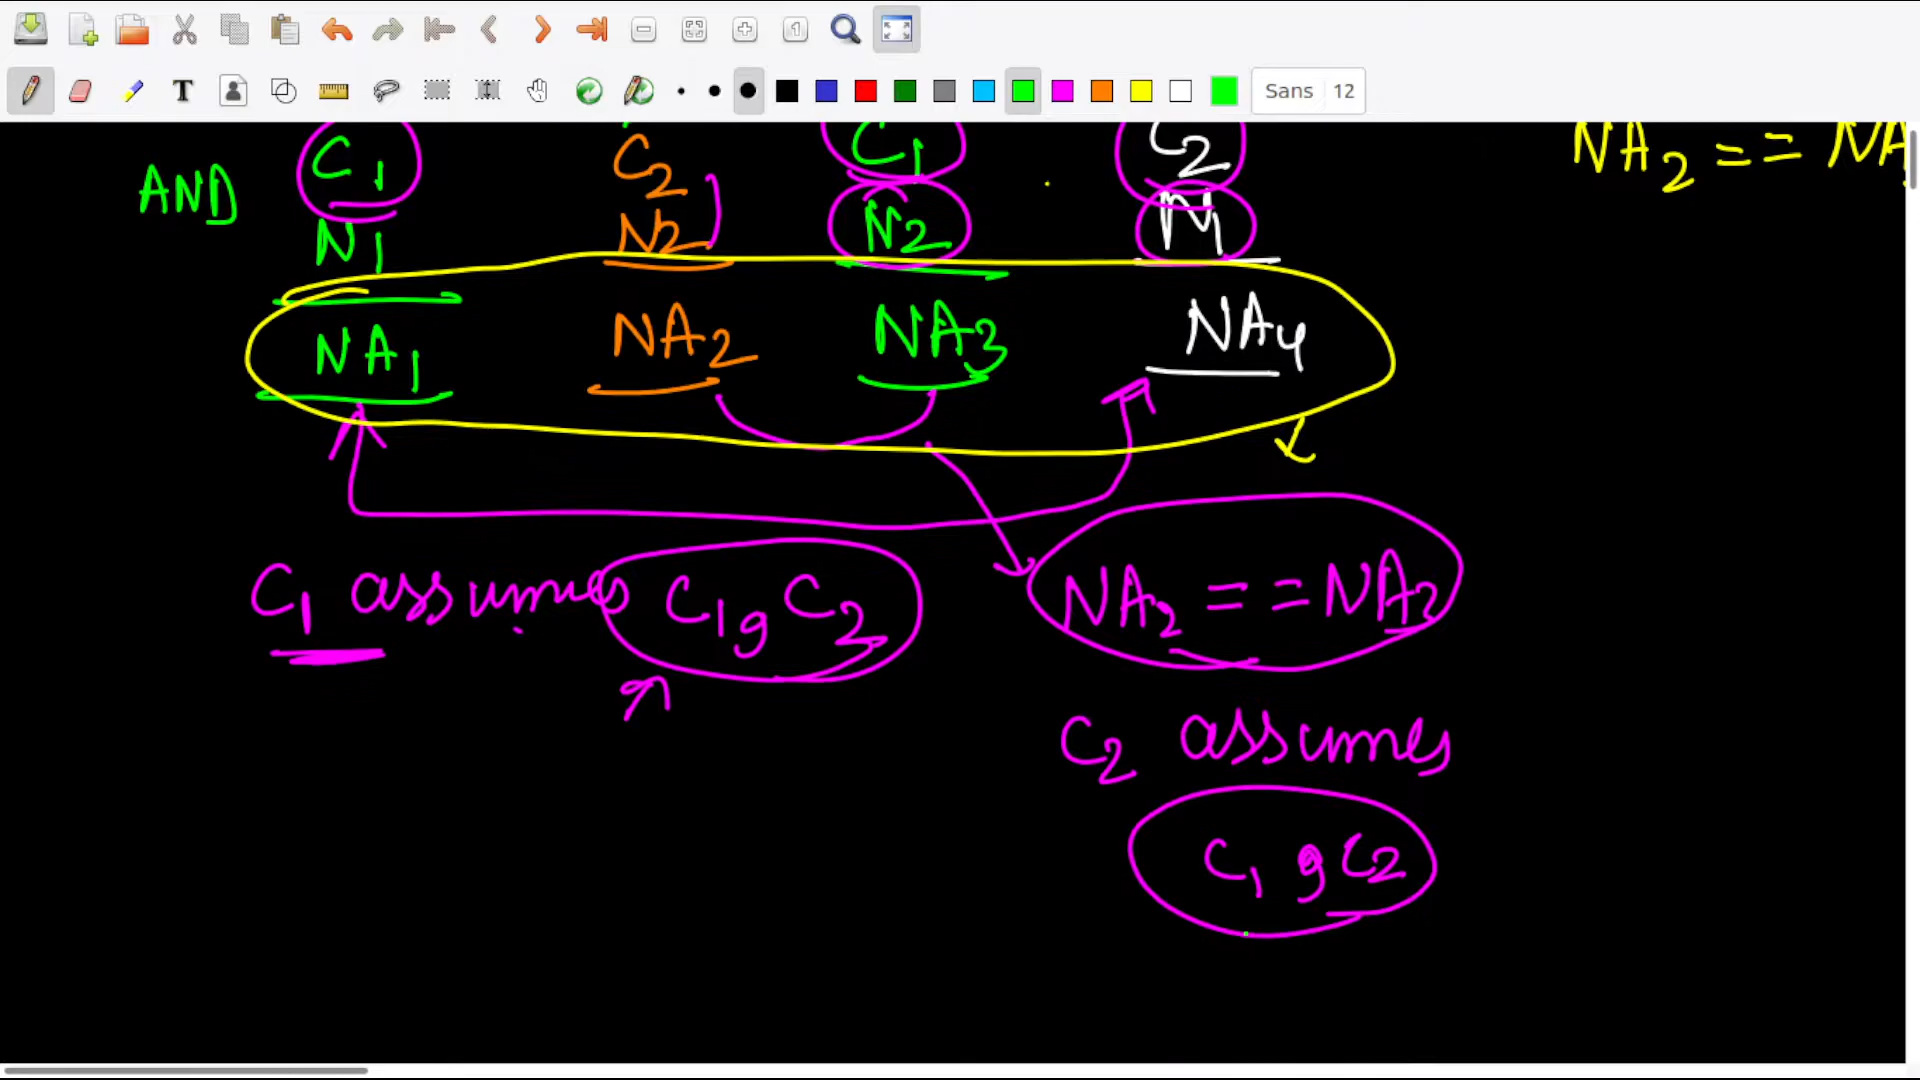 Sans 12
C1 C2 C1 C2 NA2 == NA
AND
N1 N2 N2 N1
NA1 NA2 NA3 NA4
C1 assumes C1 g C2 NA2 == NA3
C2 assumes
C1 g C2